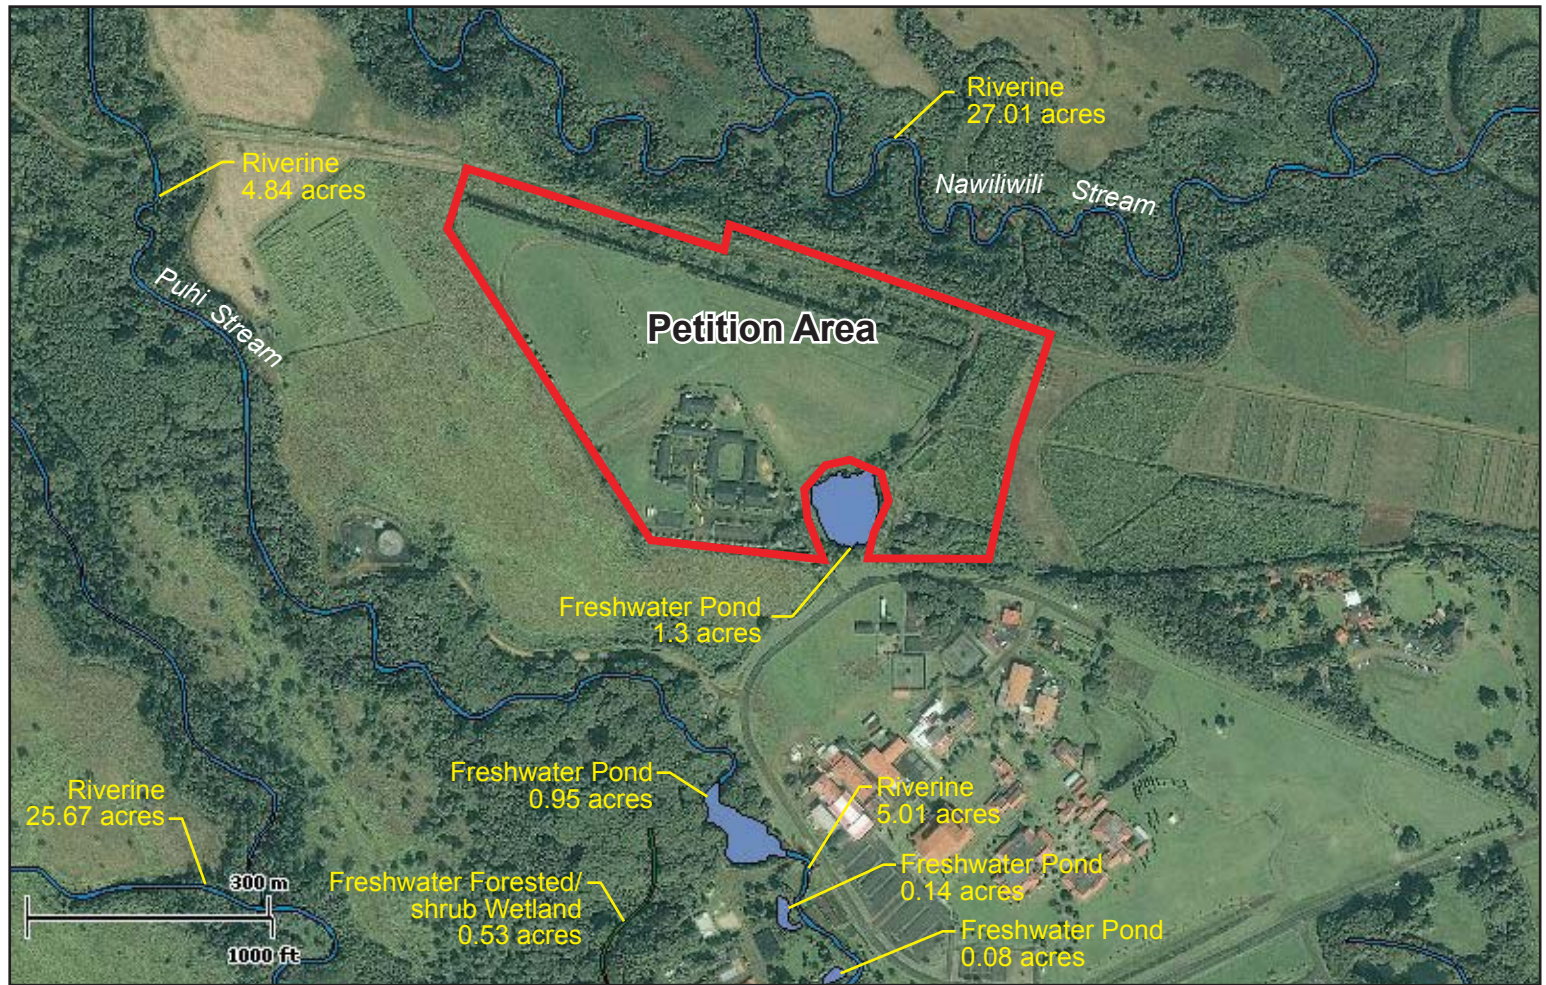 Riverine
27.01 acres
Riverine
4.84 acres
Nawiliwili Stream
Puhi Stream
Petition Area
Freshwater Pond
1.3 acres
Freshwater Pond
0.95 acres
Riverine
25.67 acres
Riverine
5.01 acres
Freshwater Pond
0.14 acres
Freshwater Forested/
shrub Wetland
0.53 acres
Freshwater Pond
0.08 acres
300 m
1000 ft